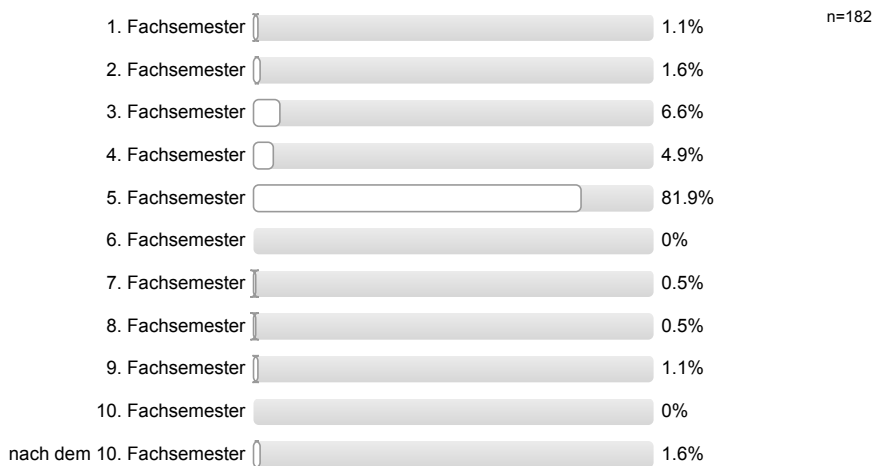 n=182
1. Fachsemester 1.1%
2. Fachsemester 1.6%
3. Fachsemester 6.6%
4. Fachsemester 4.9%
5. Fachsemester 81.9%
6. Fachsemester 0%
7. Fachsemester 0.5%
8. Fachsemester 0.5%
9. Fachsemester 1.1%
10. Fachsemester 0%
nach dem 10. Fachsemester 1.6%